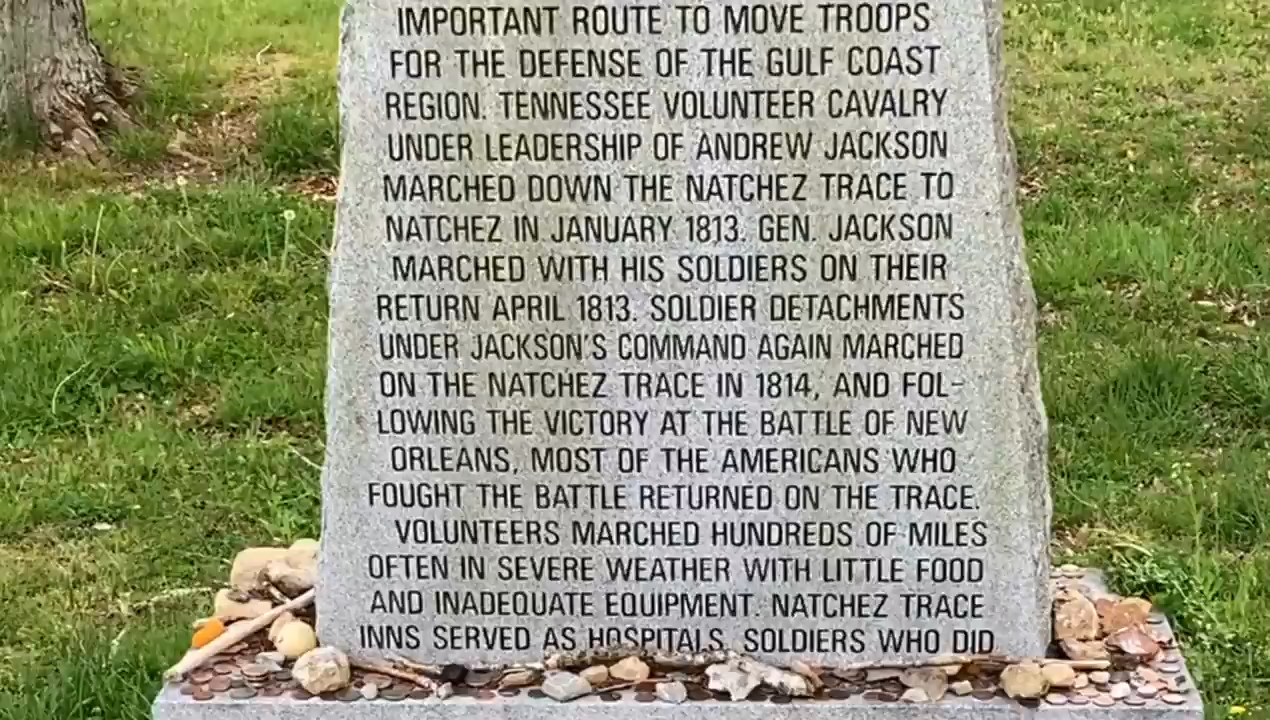 IMPORTANT ROUTE TO MOVE TROOPS
FOR THE DEFENSE OF THE GULF COAST
REGION. TENNESSEE VOLUNTEER CAVALRY
UNDER LEADERSHIP OF ANDREW JACKSON
MARCHED DOWN THE NATCHEZ TRACE TO
NATCHEZ IN JANUARY 1813. GEN. JACKSON
MARCHED WITH HIS SOLDIERS ON THEIR
RETURN APRIL 1813. SOLDIER DETACHMENTS
UNDER JACKSON'S COMMAND AGAIN MARCHED
ON THE NATCHEZ TRACE IN 1814, AND FOL-
LOWING THE VICTORY AT THE BATTLE OF NEW
ORLEANS, MOST OF THE AMERICANS WHO
FOUGHT THE BATTLE RETURNED ON THE TRACE.
VOLUNTEERS MARCHED HUNDREDS OF MILES
OFTEN IN SEVERE WEATHER WITH LITTLE FOOD
AND INADEQUATE EQUIPMENT. NATCHEZ TRACE
INNS SERVED AS HOSPITALS. SOLDIERS WHO DID